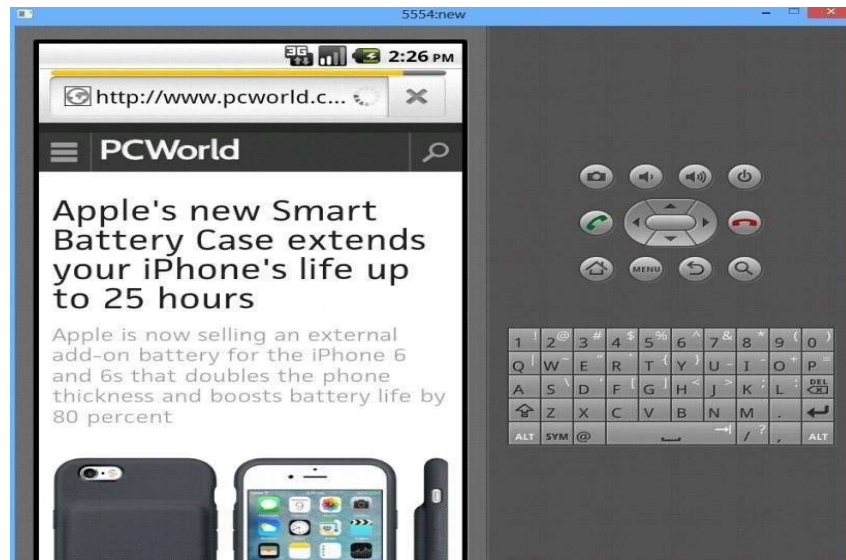 5554:new
3G 2:26 PM
http://www.pcworld.c...
PCWorld
Apple's new Smart
Battery Case extends
your iPhone's life up
to 25 hours
Apple is now selling an external
add-on battery for the iPhone 6
and 6s that doubles the phone
thickness and boosts battery life by
80 percent
MENU
1 ! 2 @ 3 # 4 $ 5 % 6 ^ 7 & 8 * 9 ( 0 )
Q | W ~ E " R ` T { Y } U _ I - O + P =
A S \ D ' F [ G ] H < J > K ; L : DEL
Z X C V B N M .
ALT SYM @ / ? , ALT